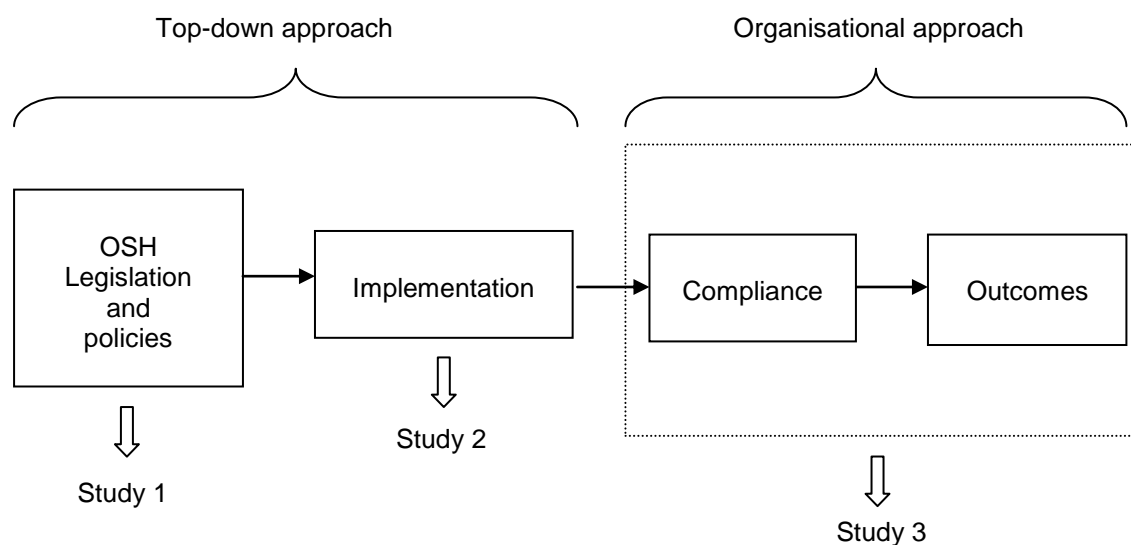 Top-down approach
Organisational approach
OSH
Legislation
and
policies
Implementation
Compliance
Outcomes
Study 2
Study 1
Study 3